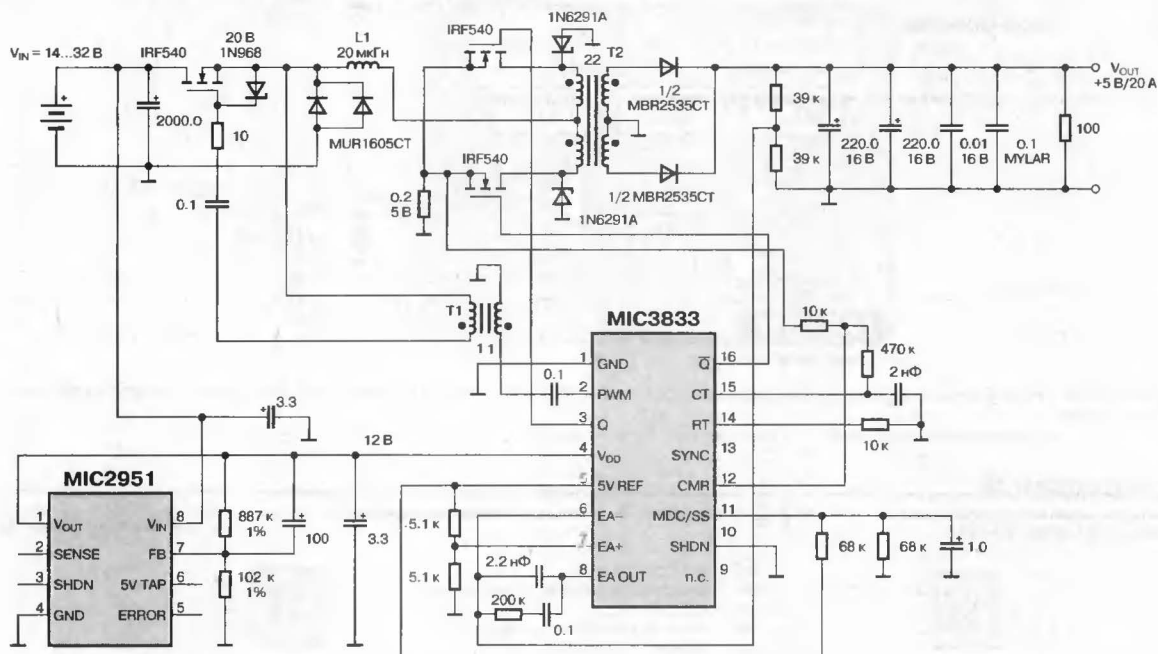 V_IN = 14...32 В
IRF540
20 В
1N968
L1
20 мкГн
IRF540
1N6291A
22
T2
1/2
MBR2535CT
V_OUT
+5 В/20 А
2000.0
10
MUR1605CT
0.1
IRF540
0.2
5 В
1N6291A
1/2 MBR2535CT
39 к
39 к
220.0
16 В
220.0
16 В
0.01
16 В
0.1
MYLAR
100
T1
1 1
MIC3833
0.1
1 GND
2 PWM
3 Q
4 V_DD
5 5V REF
6 EA–
7 EA+
8 EA OUT
Q̅ 16
CT 15
RT 14
SYNC 13
CMR 12
MDC/SS 11
SHDN 10
n.c. 9
10 к
470 к
2 нФ
10 к
3.3
12 В
MIC2951
1 V_OUT
2 SENSE
3 SHDN
4 GND
V_IN 8
FB 7
5V TAP 6
ERROR 5
887 к
1%
102 к
1%
100
3.3
5.1 к
5.1 к
2.2 нФ
200 к
0.1
68 к
68 к
1.0